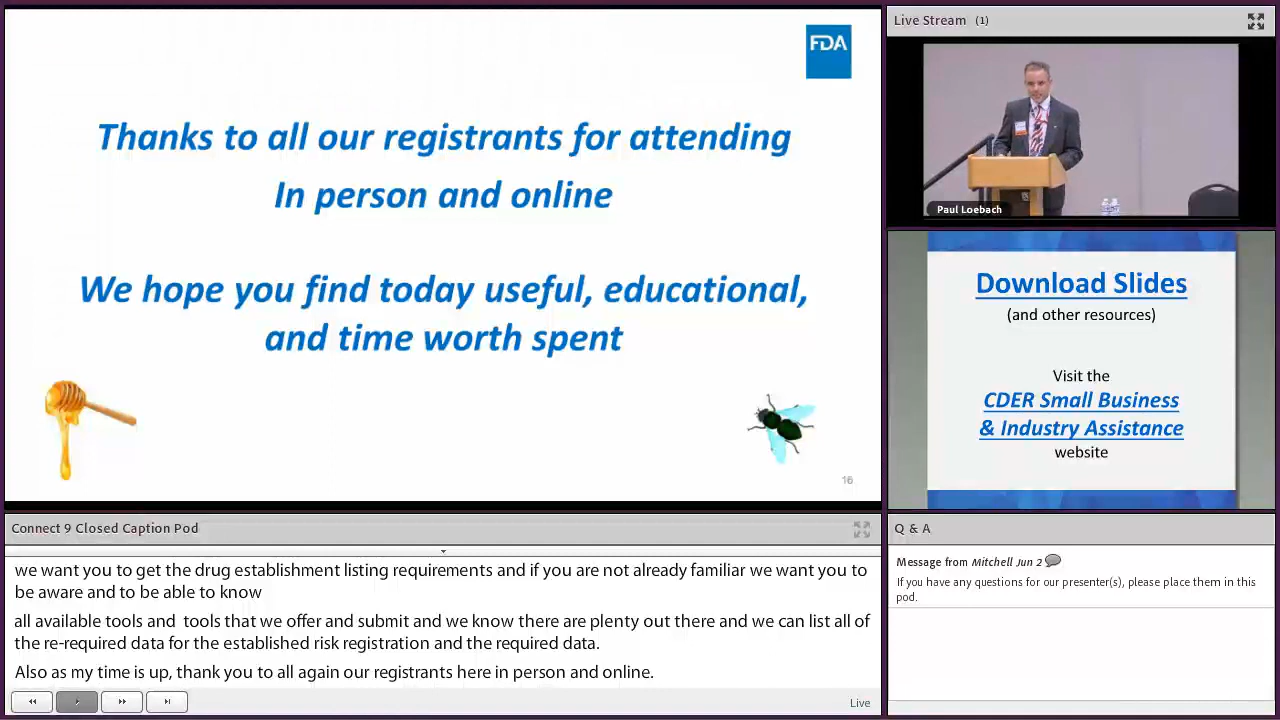 FDA
Thanks to all our registrants for attending
In person and online
We hope you find today useful, educational,
and time worth spent
16
Live Stream (1)
Paul Loebach
Download Slides
(and other resources)
Visit the
CDER Small Business
& Industry Assistance
website
Connect 9 Closed Caption Pod
we want you to get the drug establishment listing requirements and if you are not already familiar we want you to
be aware and to be able to know
all available tools and tools that we offer and submit and we know there are plenty out there and we can list all of
the re-required data for the established risk registration and the required data.
Also as my time is up, thank you to all again our registrants here in person and online.
Live
Q & A
Message from Mitchell Jun 2
If you have any questions for our presenter(s), please place them in this
pod.